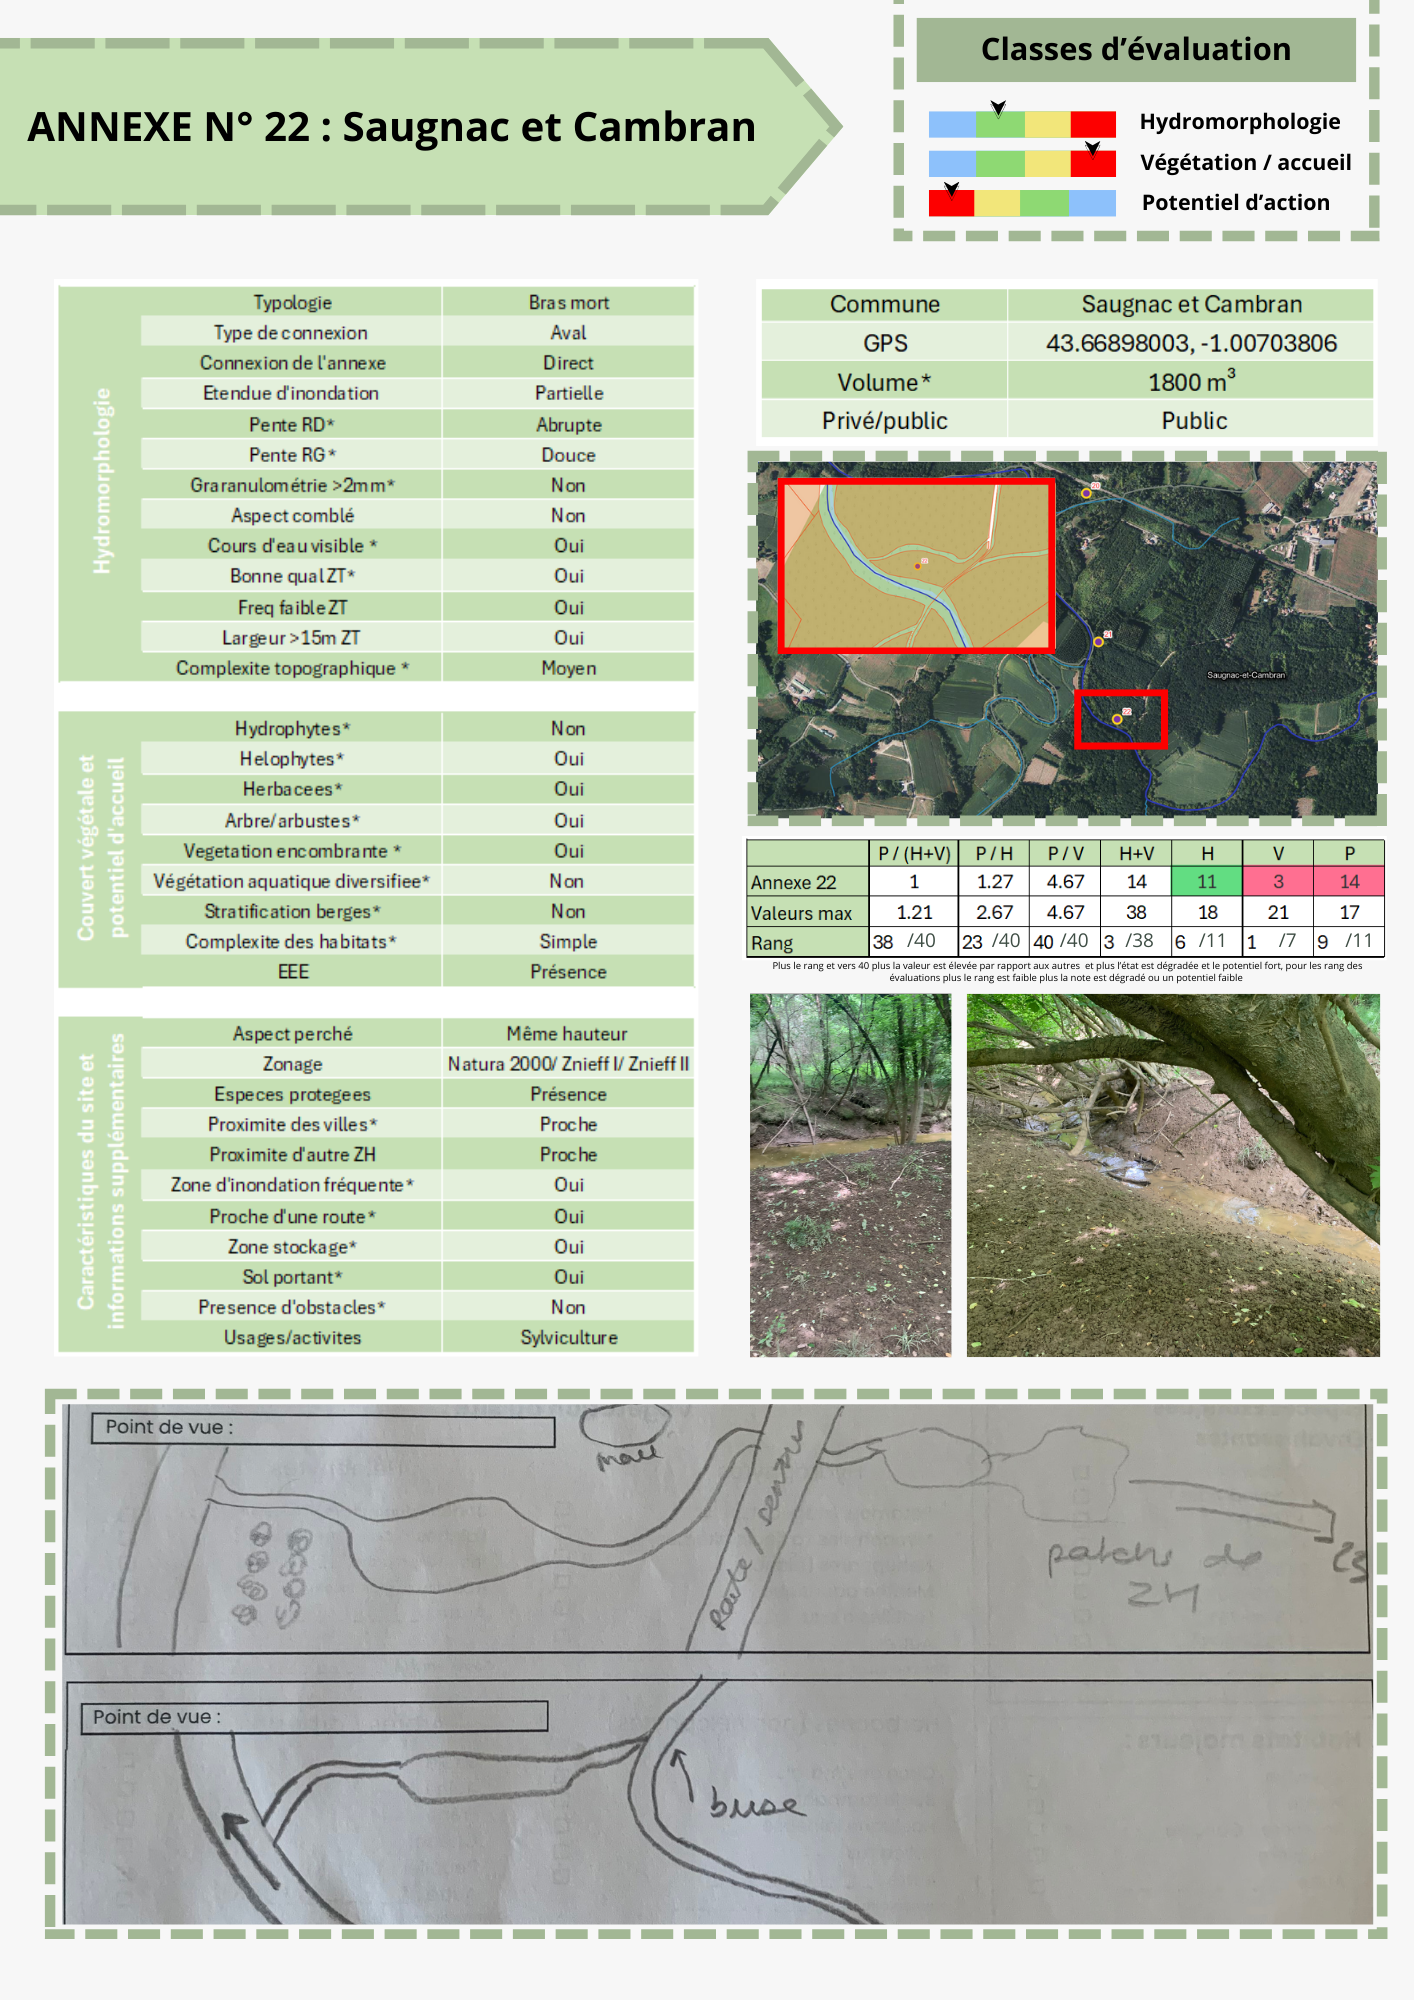 ANNEXE N° 22 : Saugnac et Cambran
Classes d’évaluation
Hydromorphologie
Végétation / accueil
Potentiel d’action
Hydromorphologie
Typologie Bras mort
Type de connexion Aval
Connexion de l'annexe Direct
Etendue d'inondation Partielle
Pente RD* Abrupte
Pente RG* Douce
Graranulométrie >2mm* Non
Aspect comblé Non
Cours d'eau visible * Oui
Bonne qual ZT* Oui
Freq faible ZT Oui
Largeur >15m ZT Oui
Complexite topographique * Moyen
Couvert végétale et
potentiel d'accueil
Hydrophytes* Non
Helophytes* Oui
Herbacees* Oui
Arbre/arbustes* Oui
Vegetation encombrante * Oui
Végétation aquatique diversifiee* Non
Stratification berges* Non
Complexite des habitats* Simple
EEE Présence
Caractéristiques du site et
informations supplémentaires
Aspect perché Même hauteur
Zonage Natura 2000/ Znieff I/ Znieff II
Especes protegees Présence
Proximite des villes* Proche
Proximite d'autre ZH Proche
Zone d'inondation fréquente* Oui
Proche d'une route* Oui
Zone stockage* Oui
Sol portant* Oui
Presence d'obstacles* Non
Usages/activites Sylviculture
Commune Saugnac et Cambran
GPS 43.66898003, -1.00703806
Volume* 1800 m³
Privé/public Public
20
22
21
Saugnac-et-Cambran
22
P / (H+V) P / H P / V H+V H V P
Annexe 22 1 1.27 4.67 14 11 3 14
Valeurs max 1.21 2.67 4.67 38 18 21 17
Rang 38 /40 23 /40 40 /40 3 /38 6 /11 1 /7 9 /11
Plus le rang et vers 40 plus la valeur est élevée par rapport aux autres et plus l’état est dégradée et le potentiel fort, pour les rang des
évaluations plus le rang est faible plus la note est dégradé ou un potentiel faible
Point de vue :
mare
Route / sentier
patchs de
ZH
23
Point de vue :
buse